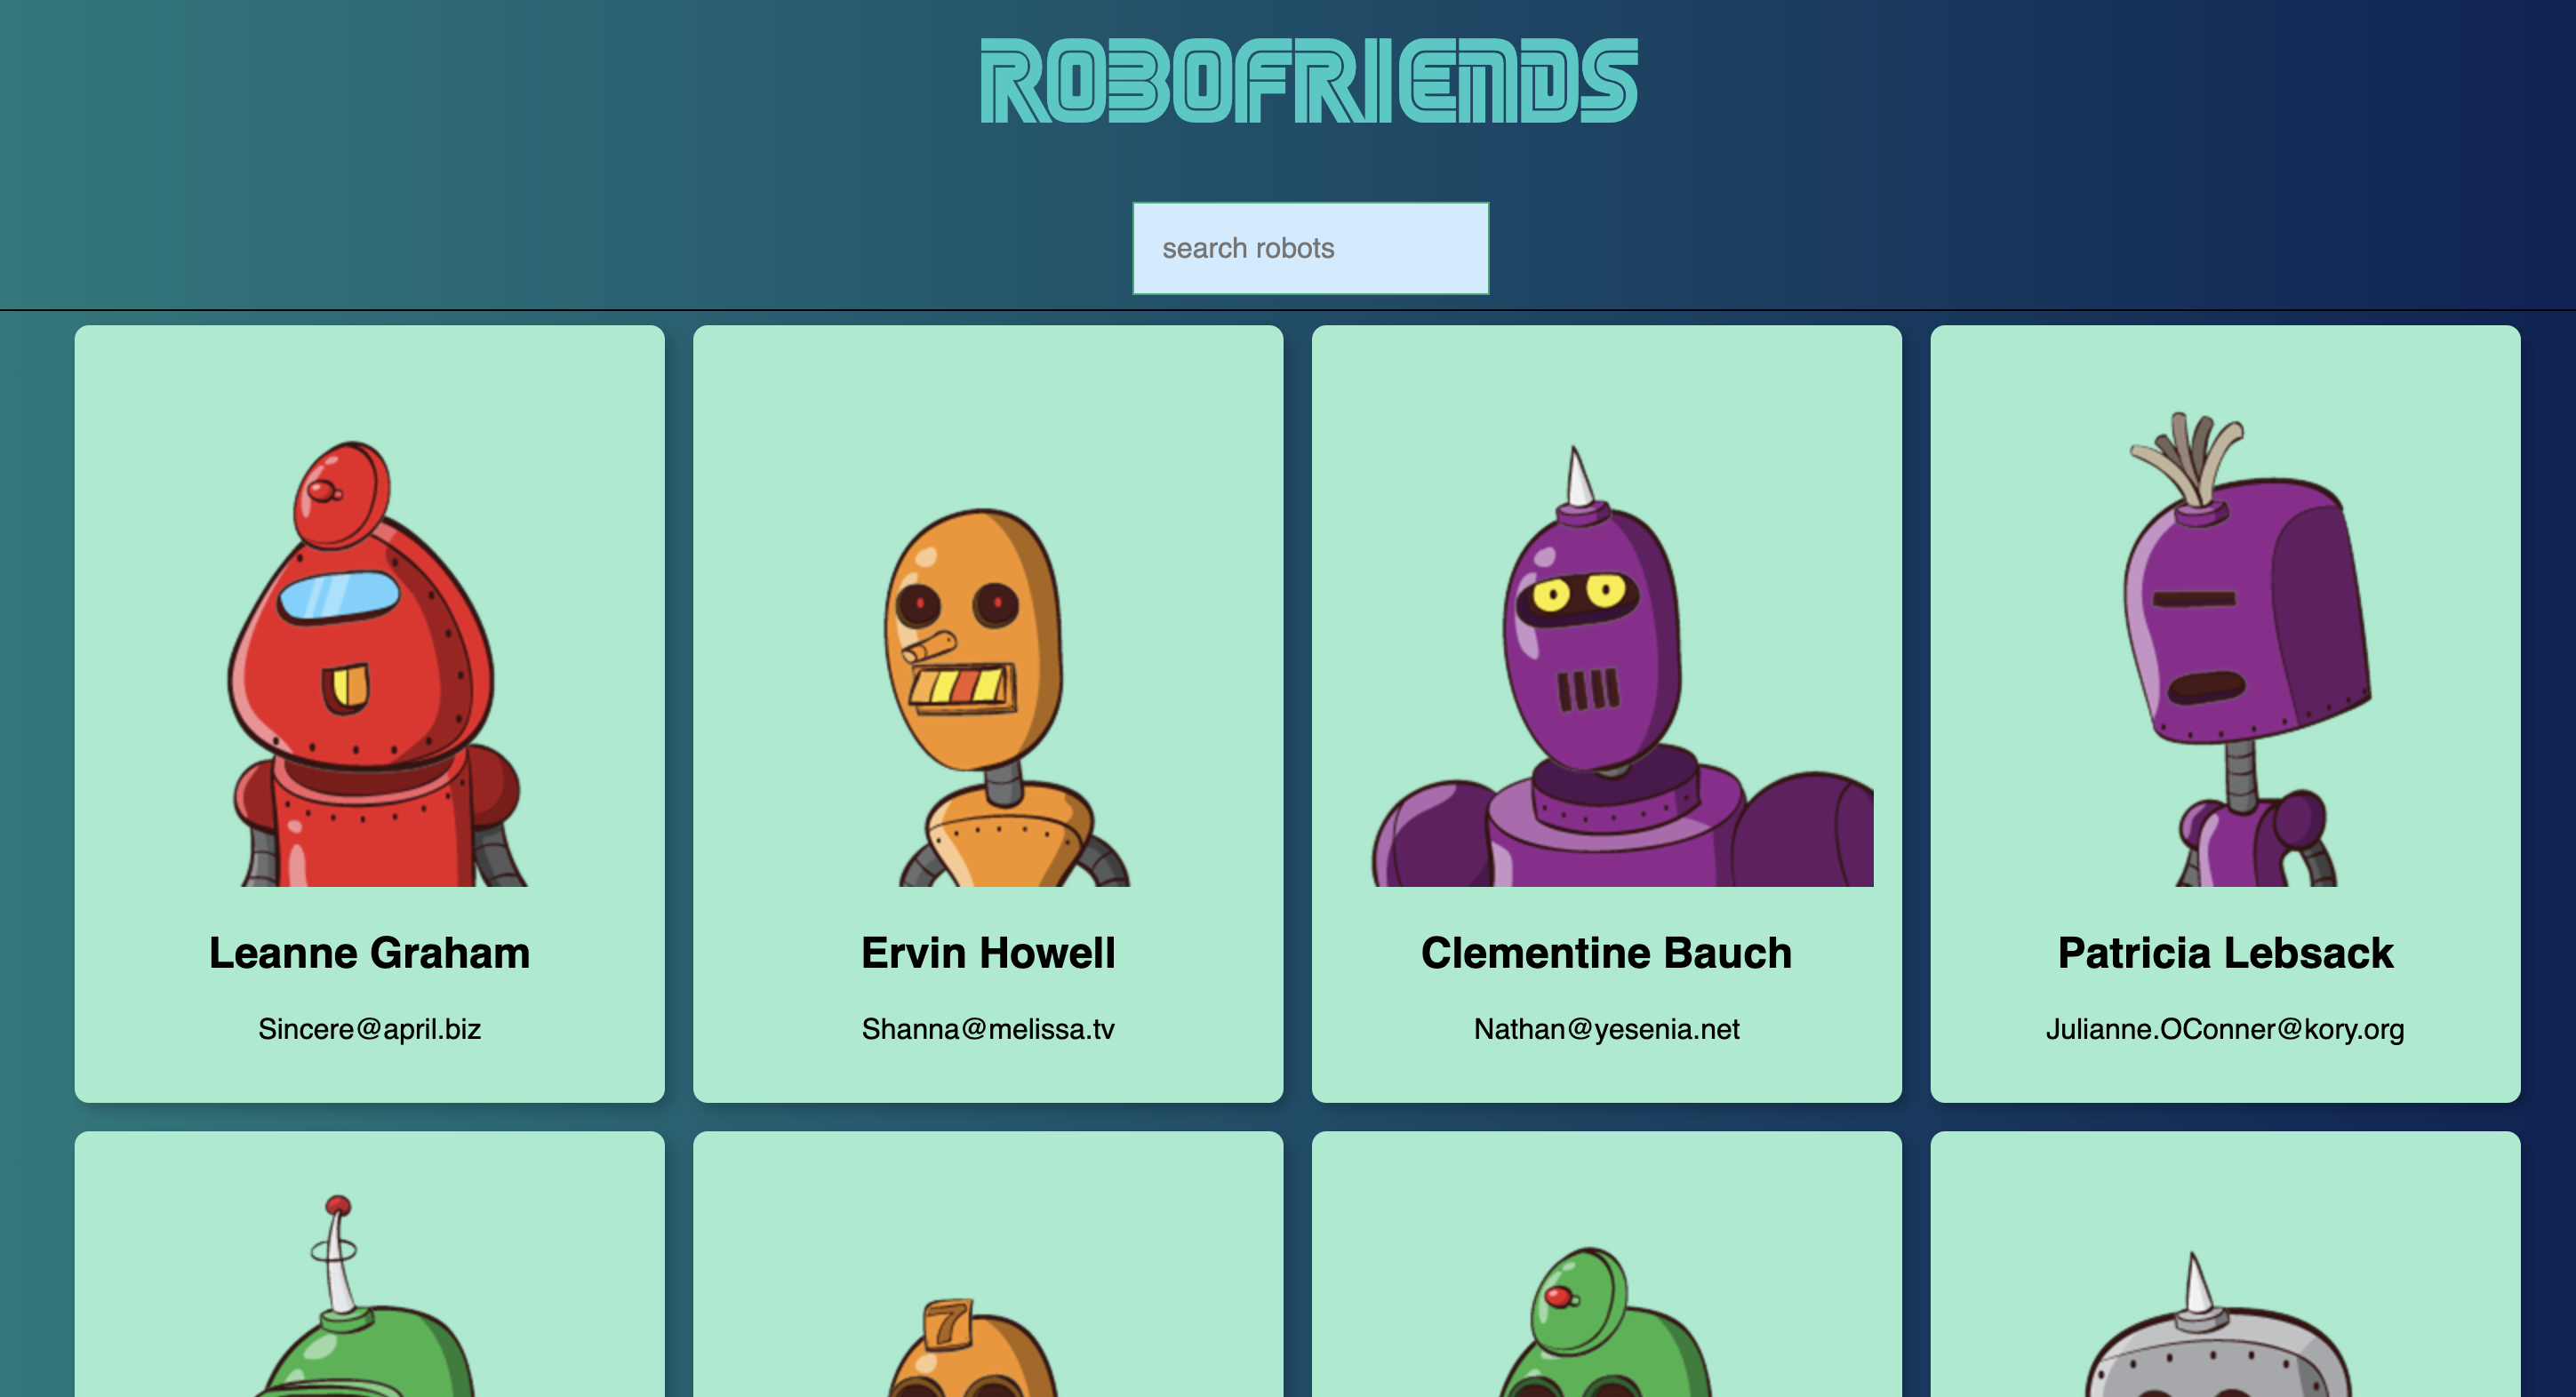 ROBOFRIENDS
search robots
Leanne Graham
Ervin Howell
Clementine Bauch
Patricia Lebsack
Sincere@april.biz
Shanna@melissa.tv
Nathan@yesenia.net
Julianne.OConner@kory.org
7